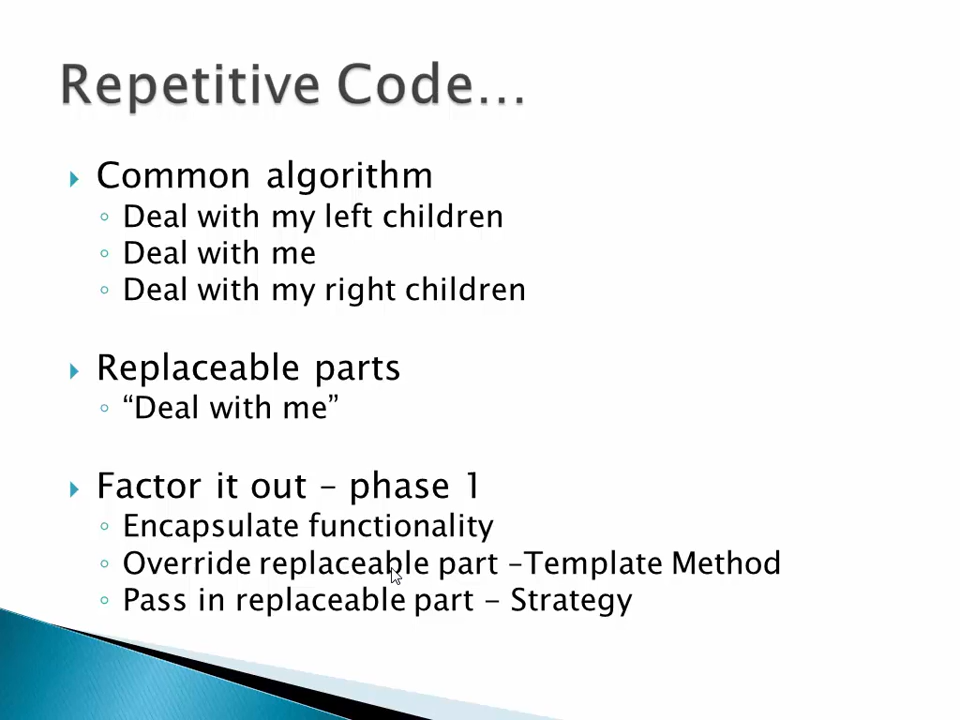 Repetitive Code…
Common algorithm
Deal with my left children
Deal with me
Deal with my right children
Replaceable parts
“Deal with me”
Factor it out – phase 1
Encapsulate functionality
Override replaceable part –Template Method
Pass in replaceable part – Strategy